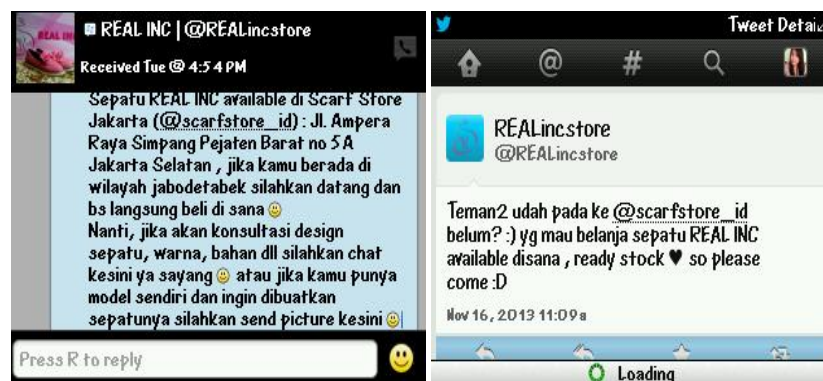 REAL INC | @REALincstore
Received Tue @ 4:54 PM
Sepatu REAL INC available di Scarf Store
Jakarta (@scarfstore_id) : Jl. Ampera
Raya Simpang Pejaten Barat no 5A
Jakarta Selatan , jika kamu berada di
wilayah jabodetabek silahkan datang dan
bs langsung beli di sana
Nanti, jika akan konsultasi design
sepatu, warna, bahan dll silahkan chat
kesini ya sayang atau jika kamu punya
model sendiri dan ingin dibuatkan
sepatunya silahkan send picture kesini
Press R to reply
Tweet Detai
@ #
REALincstore
@REALincstore
Teman2 udah pada ke @scarfstore_id
belum? :) yg mau belanja sepatu REAL INC
available disana , ready stock ♥ so please
come :D
Nov 16, 2013 11:09a
Loading